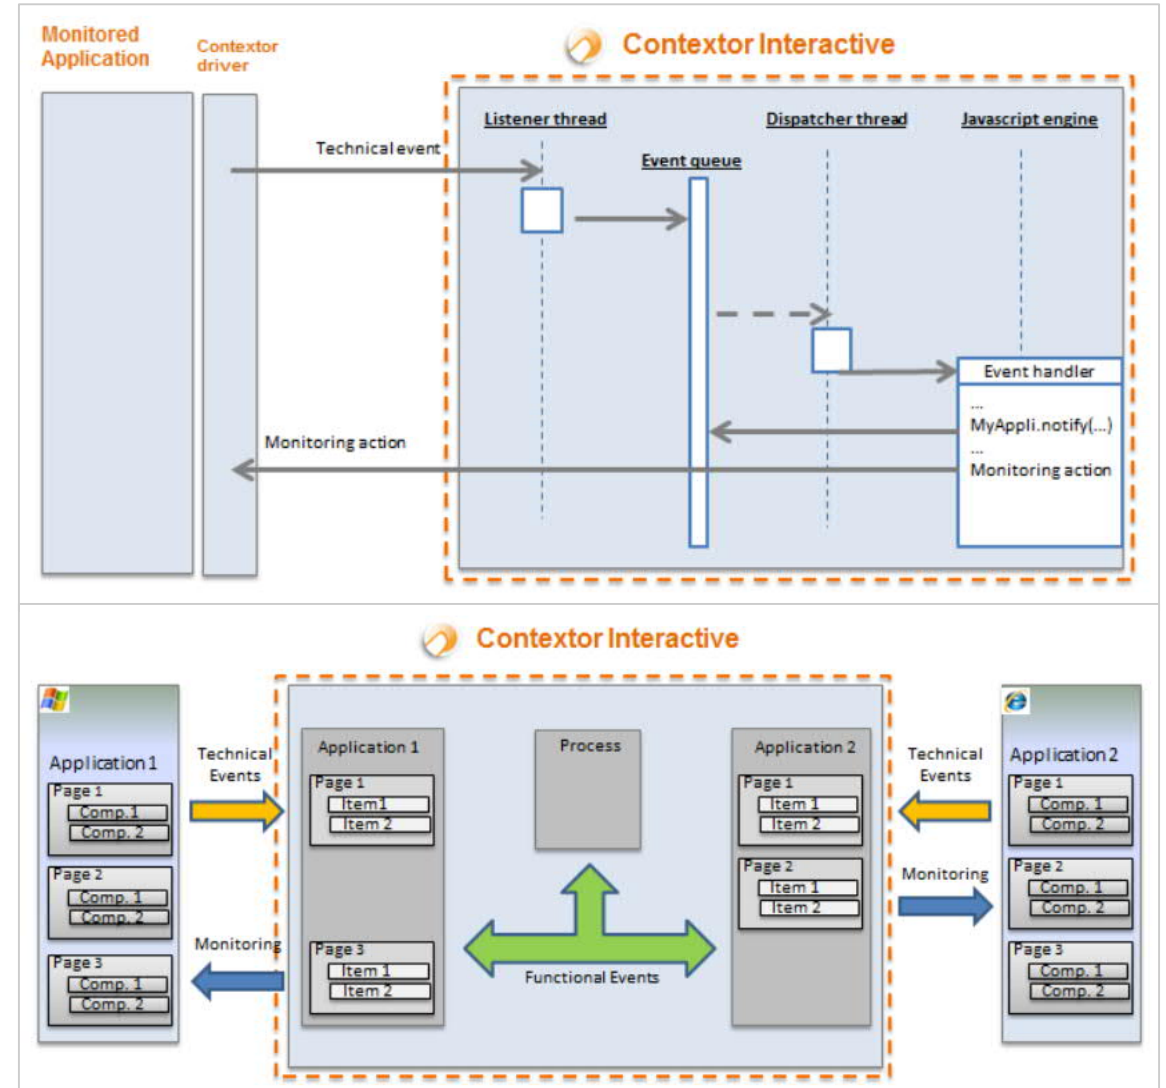 Monitored
Application
Contextor
driver
Contextor Interactive
Listener thread
Dispatcher thread
Javascript engine
Technical event
Event queue
Event handler
...
MyAppli.notify(...)
...
Monitoring action
Monitoring action
Contextor Interactive
Application 1
Page 1
Comp.1
Comp. 2
Page 2
Comp. 1
Comp. 2
Page 3
Comp. 1
Comp. 2
Technical
Events
Monitoring
Application 1
Page 1
Item1
Item 2
Page 3
Item 1
Item 2
Process
Functional Events
Application 2
Page 1
Item 1
Item 2
Page 2
Item 1
Item 2
Technical
Events
Monitoring
Application 2
Page 1
Comp. 1
Comp. 2
Page 2
Comp. 1
Comp. 2
Page 3
Comp. 1
Comp. 2